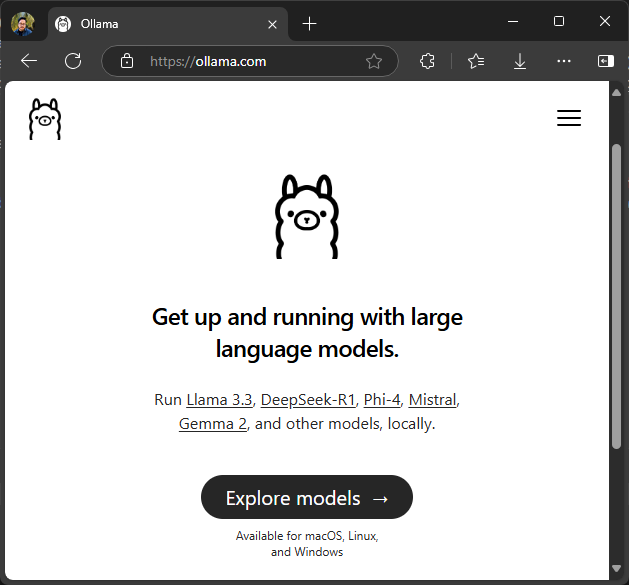 Ollama
https://ollama.com
Get up and running with large
language models.
Run Llama 3.3, DeepSeek-R1, Phi-4, Mistral,
Gemma 2, and other models, locally.
Explore models →
Available for macOS, Linux,
and Windows